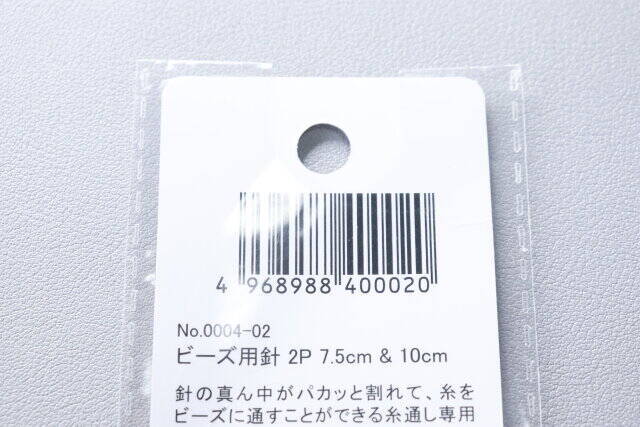 4 968988 400020
No.0004-02
ビーズ用針 2P 7.5cm & 10cm
針の真ん中がパカッと割れて、糸を
ビーズに通すことができる糸通し専用